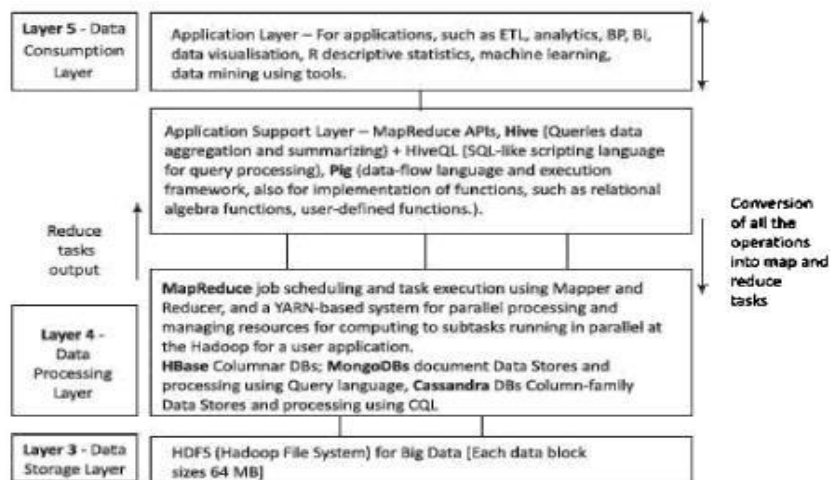 Layer 5 - Data
Consumption
Layer
Application Layer – For applications, such as ETL, analytics, BP, BI,
data visualisation, R descriptive statistics, machine learning,
data mining using tools.
Application Support Layer – MapReduce APIs, Hive (Queries data
aggregation and summarizing) + HiveQL (SQL-like scripting language
for query processing), Pig (data-flow language and execution
framework, also for implementation of functions, such as relational
algebra functions, user-defined functions.).
Reduce
tasks
output
Conversion
of all the
operations
into map and
reduce
tasks
Layer 4 -
Data
Processing
Layer
MapReduce job scheduling and task execution using Mapper and
Reducer, and a YARN-based system for parallel processing and
managing resources for computing to subtasks running in parallel at
the Hadoop for a user application.
HBase Columnar DBs; MongoDBs document Data Stores and
processing using Query language, Cassandra DBs Column-family
Data Stores and processing using CQL
Layer 3 - Data
Storage Layer
HDFS (Hadoop File System) for Big Data [Each data block
sizes 64 MB]